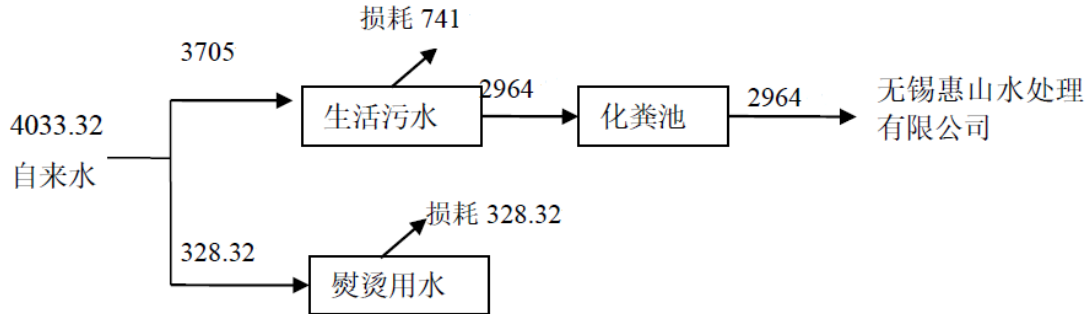 损耗 741
3705
2964
生活污水
化粪池
2964
无锡惠山水处理
有限公司
4033.32
自来水
损耗 328.32
328.32
熨烫用水